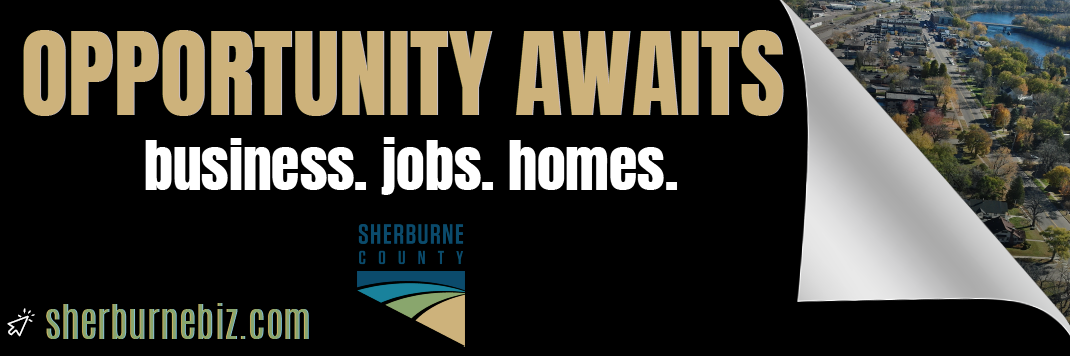 OPPORTUNITY AWAITS
business. jobs. homes.
SHERBURNE
COUNTY
sherburnebiz.com